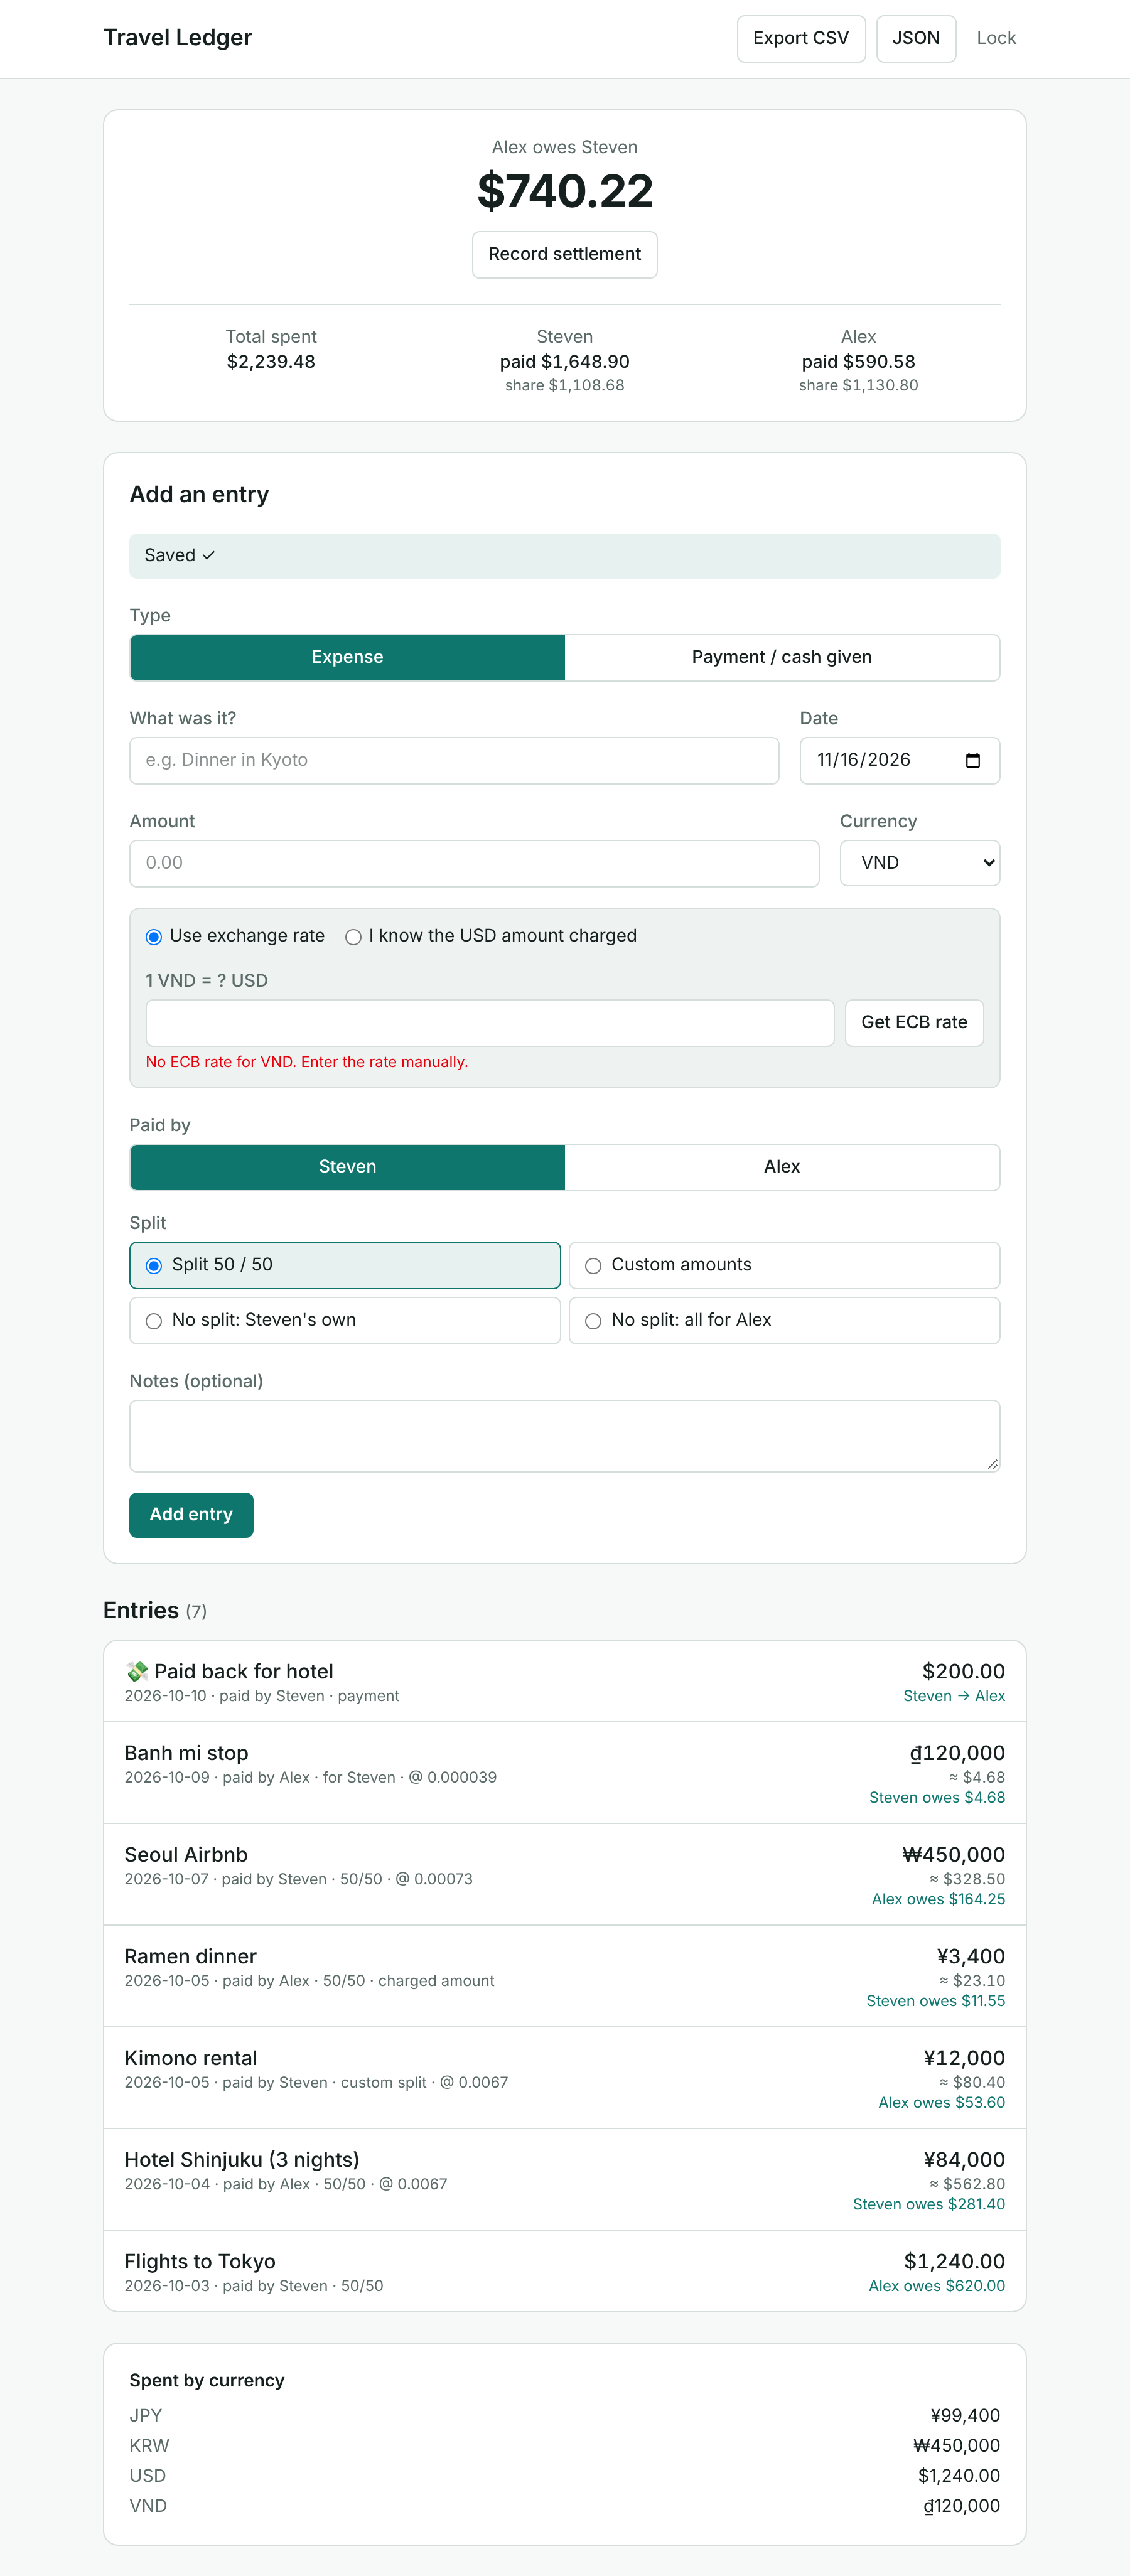 Travel Ledger
Export CSV
JSON
Lock
Alex owes Steven
$740.22
Record settlement
Total spent
$2,239.48
Steven
paid $1,648.90
share $1,108.68
Alex
paid $590.58
share $1,130.80
Add an entry
Saved ✓
Type
Expense
Payment / cash given
What was it?
Date
e.g. Dinner in Kyoto
11/16/2026
Amount
Currency
0.00
VND
Use exchange rate
I know the USD amount charged
1 VND = ? USD
Get ECB rate
No ECB rate for VND. Enter the rate manually.
Paid by
Steven
Alex
Split
Split 50 / 50
Custom amounts
No split: Steven's own
No split: all for Alex
Notes (optional)
Add entry
Entries (7)
💸 Paid back for hotel
$200.00
2026-10-10 · paid by Steven · payment
Steven → Alex
Banh mi stop
₫120,000
2026-10-09 · paid by Alex · for Steven · @ 0.000039
≈ $4.68
Steven owes $4.68
Seoul Airbnb
₩450,000
2026-10-07 · paid by Steven · 50/50 · @ 0.00073
≈ $328.50
Alex owes $164.25
Ramen dinner
¥3,400
2026-10-05 · paid by Alex · 50/50 · charged amount
≈ $23.10
Steven owes $11.55
Kimono rental
¥12,000
2026-10-05 · paid by Steven · custom split · @ 0.0067
≈ $80.40
Alex owes $53.60
Hotel Shinjuku (3 nights)
¥84,000
2026-10-04 · paid by Alex · 50/50 · @ 0.0067
≈ $562.80
Steven owes $281.40
Flights to Tokyo
$1,240.00
2026-10-03 · paid by Steven · 50/50
Alex owes $620.00
Spent by currency
JPY
¥99,400
KRW
₩450,000
USD
$1,240.00
VND
₫120,000